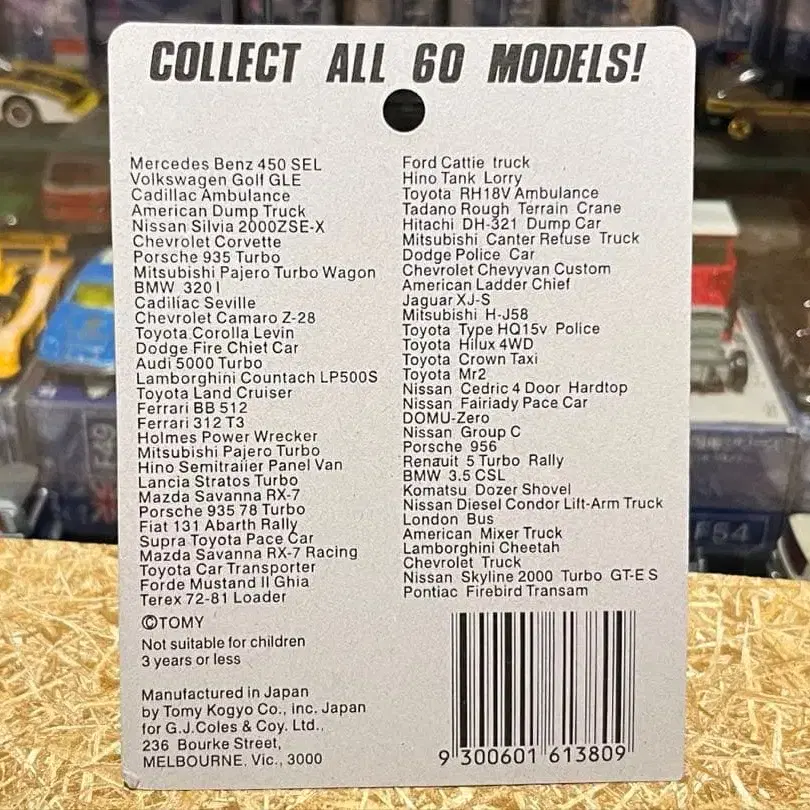 COLLECT ALL 60 MODELS!
Mercedes Benz 450 SEL
Volkswagen Golf GLE
Cadillac Ambulance
American Dump Truck
Nissan Silvia 2000ZSE-X
Chevrolet Corvette
Porsche 935 Turbo
Mitsubishi Pajero Turbo Wagon
BMW 320 I
Cadillac Seville
Chevrolet Camaro Z-28
Toyota Corolla Levin
Dodge Fire Chiet Car
Audi 5000 Turbo
Lamborghini Countach LP500S
Toyota Land Cruiser
Ferrari BB 512
Ferrari 312 T3
Holmes Power Wrecker
Mitsubishi Pajero Turbo
Hino Semitraiier Panel Van
Lancia Stratos Turbo
Mazda Savanna RX-7
Porsche 935 78 Turbo
Fiat 131 Abarth Rally
Supra Toyota Pace Car
Mazda Savanna RX-7 Racing
Toyota Car Transporter
Forde Mustand II Ghia
Terex 72-81 Loader
Ford Cattie truck
Hino Tank Lorry
Toyota RH18V Ambulance
Tadano Rough Terrain Crane
Hitachi DH-321 Dump Car
Mitsubishi Canter Refuse Truck
Dodge Police Car
Chevrolet Chevyvan Custom
American Ladder Chief
Jaguar XJ-S
Mitsubishi H-J58
Toyota Type HQ15v Police
Toyota Hilux 4WD
Toyota Crown Taxi
Toyota Mr2
Nissan Cedric 4 Door Hardtop
Nissan Fairiady Pace Car
DOMU-Zero
Nissan Group C
Porsche 956
Renault 5 Turbo Rally
BMW 3.5 CSL
Komatsu Dozer Shovel
Nissan Diesel Condor Lift-Arm Truck
London Bus
American Mixer Truck
Lamborghini Cheetah
Chevrolet Truck
Nissan Skyline 2000 Turbo GT-E S
Pontiac Firebird Transam
©TOMY
Not suitable for children
3 years or less
Manufactured in Japan
by Tomy Kogyo Co., inc. Japan
for G.J.Coles & Coy. Ltd.,
236 Bourke Street,
MELBOURNE, Vic., 3000
9 300601 613809
F54